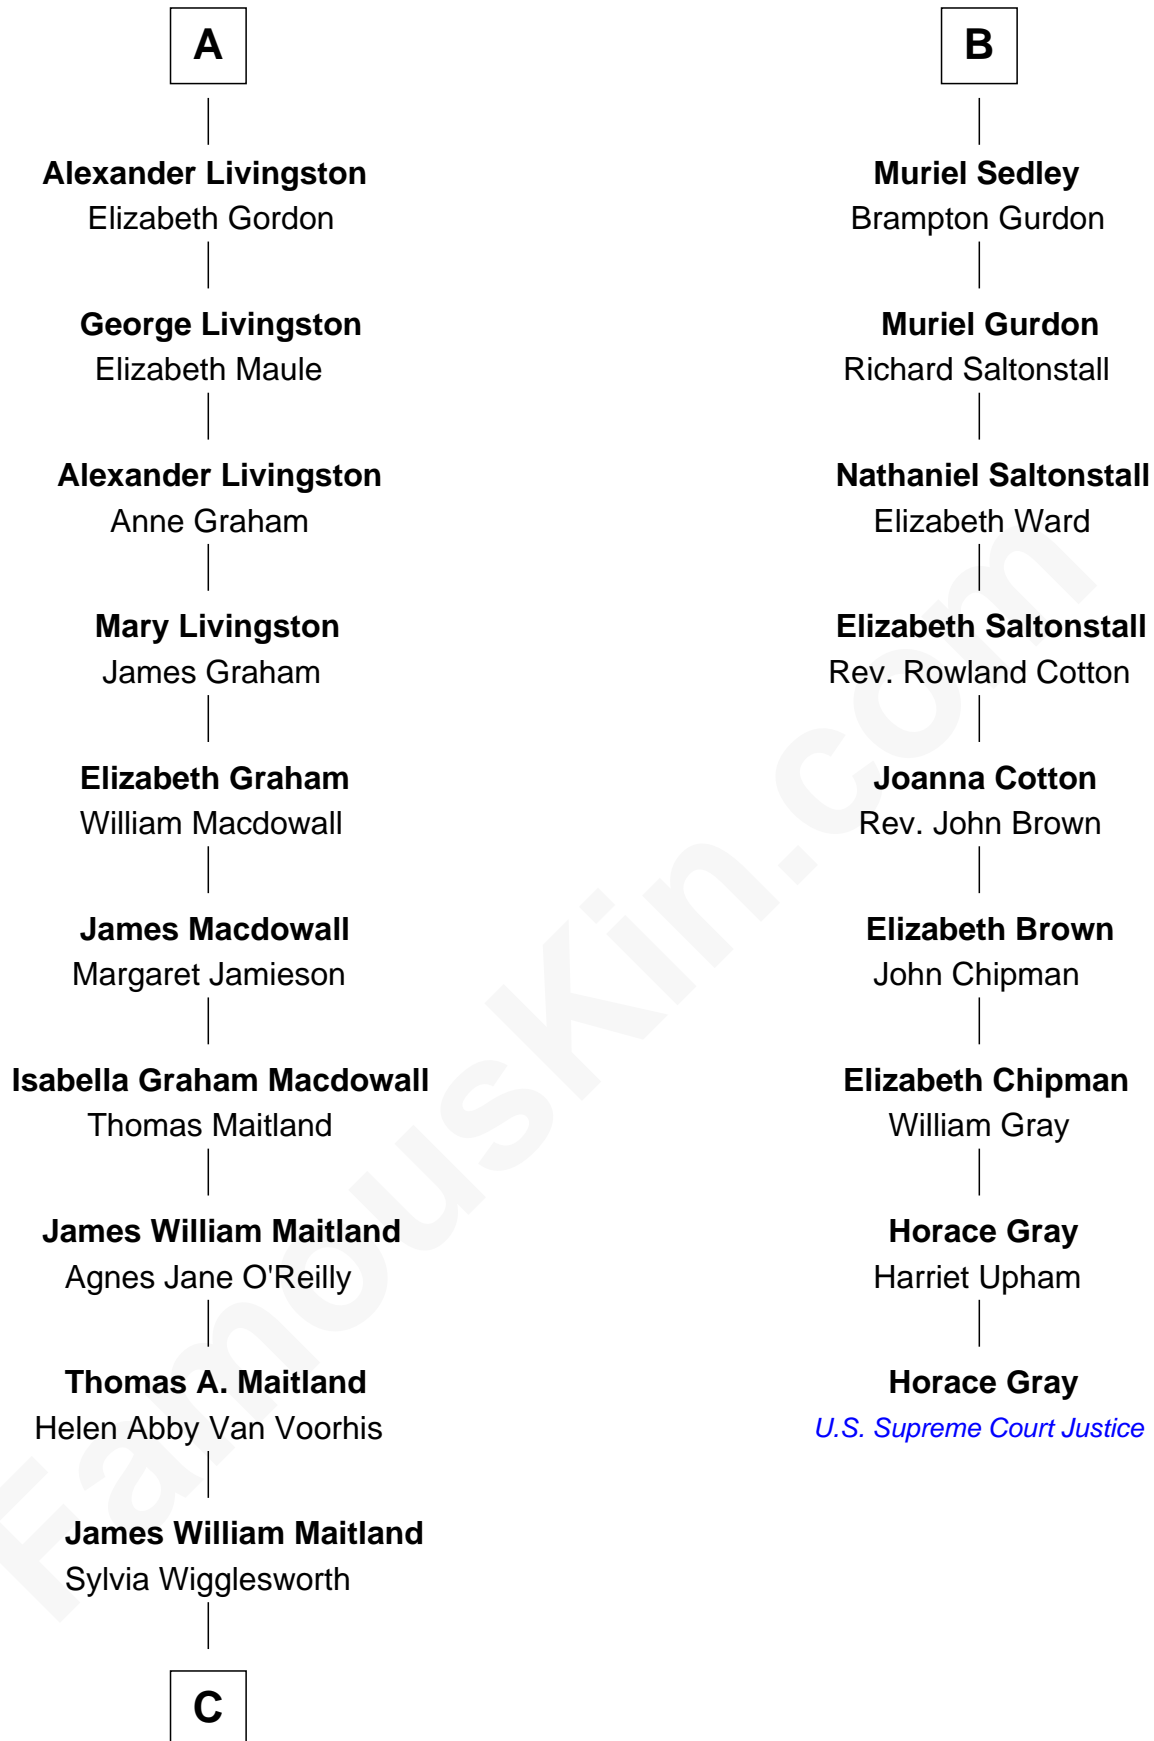 A
Alexander Livingston
Elizabeth Gordon
George Livingston
Elizabeth Maule
Alexander Livingston
Anne Graham
Mary Livingston
James Graham
Elizabeth Graham
William Macdowall
James Macdowall
Margaret Jamieson
Isabella Graham Macdowall
Thomas Maitland
James William Maitland
Agnes Jane O'Reilly
Thomas A. Maitland
Helen Abby Van Voorhis
James William Maitland
Sylvia Wigglesworth
C
B
Muriel Sedley
Brampton Gurdon
Muriel Gurdon
Richard Saltonstall
Nathaniel Saltonstall
Elizabeth Ward
Elizabeth Saltonstall
Rev. Rowland Cotton
Joanna Cotton
Rev. John Brown
Elizabeth Brown
John Chipman
Elizabeth Chipman
William Gray
Horace Gray
Harriet Upham
Horace Gray
U.S. Supreme Court Justice
FamousKin.com